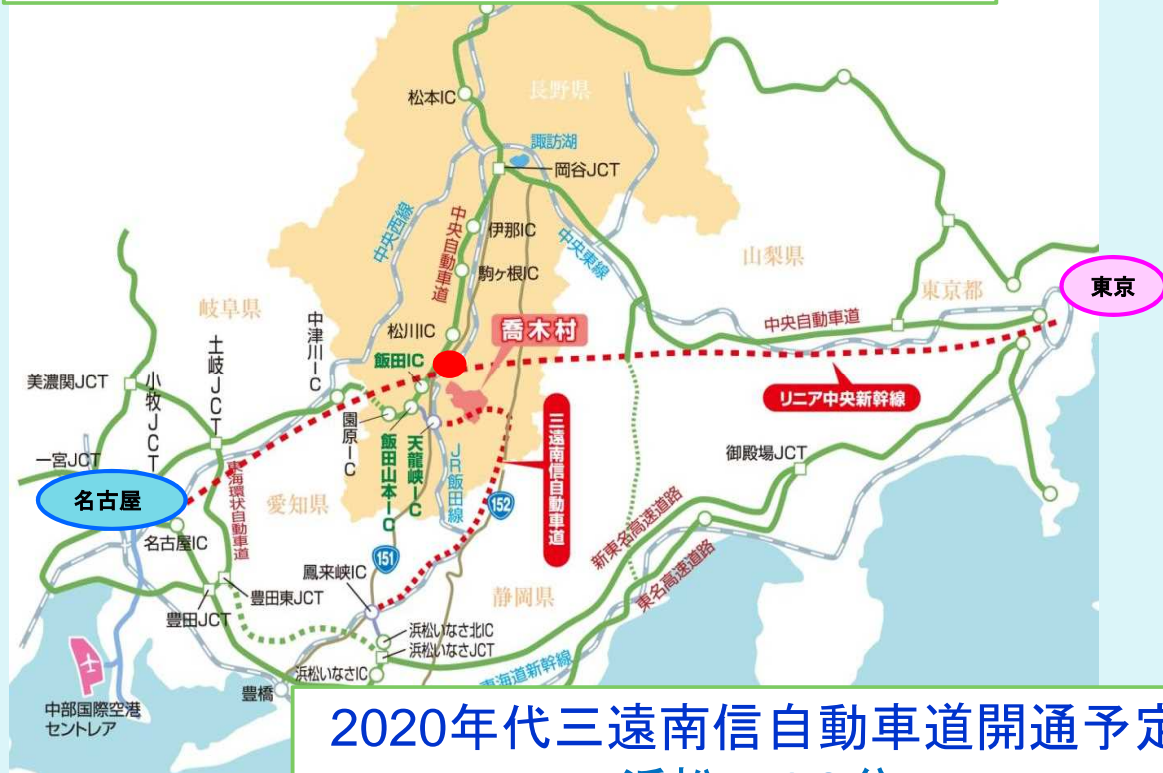 松本IC
長野県
諏訪湖
岡谷JCT
中央西線
中央自動車道
伊那IC
中央東線
山梨県
駒ヶ根IC
東京都
東京
岐阜県
中津川IC
松川IC
喬木村
中央自動車道
土岐JCT
飯田IC
美濃関JCT
小牧JCT
リニア中央新幹線
園原IC
飯田山本IC
天龍峡IC
JR飯田線
三遠南信自動車道
御殿場JCT
一宮JCT
名古屋
東海環状自動車道
愛知県
152
新東名高速道路
名古屋IC
151
東名高速道路
鳳来峡IC
静岡県
豊田東JCT
豊田JCT
浜松いなさ北IC
浜松いなさJCT
浜松いなさIC
東海道新幹線
豊橋
中部国際空港
セントレア
2020年代三遠南信自動車道開通予定